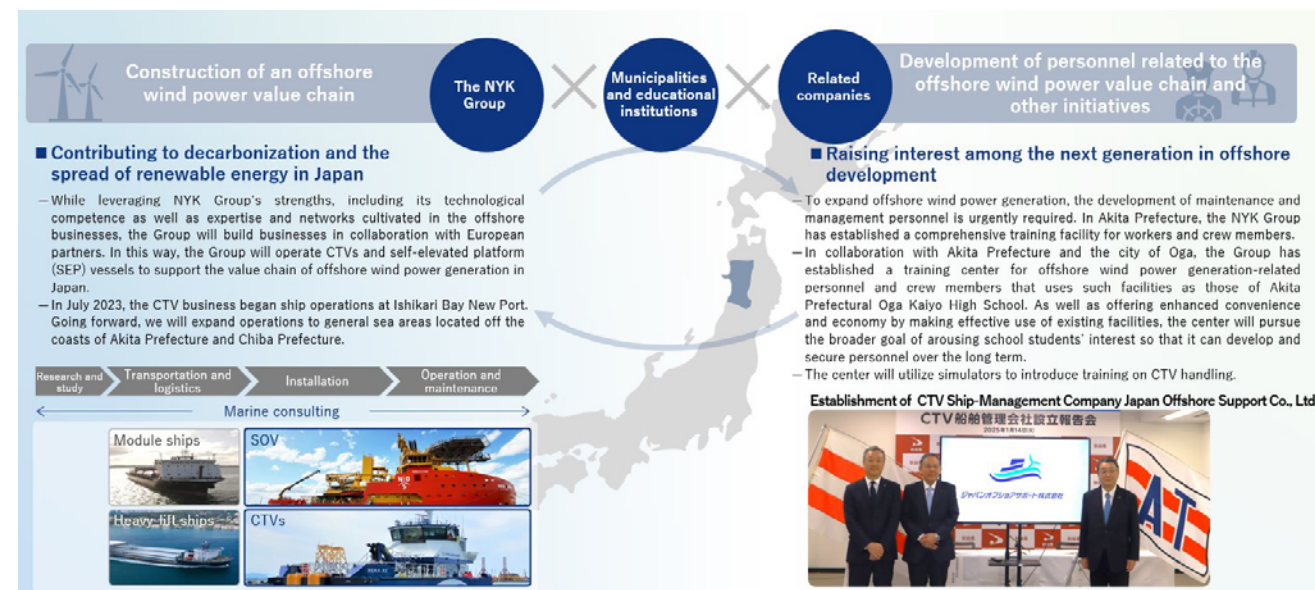 Construction of an offshore
wind power value chain
The NYK
Group
Municipalities
and educational
institutions
Related
companies
Development of personnel related to the
offshore wind power value chain and
other initiatives
■ Contributing to decarbonization and the
spread of renewable energy in Japan
— While leveraging NYK Group's strengths, including its technological
competence as well as expertise and networks cultivated in the offshore
businesses, the Group will build businesses in collaboration with European
partners. In this way, the Group will operate CTVs and self-elevated platform
(SEP) vessels to support the value chain of offshore wind power generation in
Japan.
— In July 2023, the CTV business began ship operations at Ishikari Bay New Port.
Going forward, we will expand operations to general sea areas located off the
coasts of Akita Prefecture and Chiba Prefecture.
Research and
study
Transportation and
logistics
Installation
Operation and
maintenance
Marine consulting
Module ships
SOV
Heavy lift ships
CTVs
■ Raising interest among the next generation in offshore
development
— To expand offshore wind power generation, the development of maintenance and
management personnel is urgently required. In Akita Prefecture, the NYK Group
has established a comprehensive training facility for workers and crew members.
— In collaboration with Akita Prefecture and the city of Oga, the Group has
established a training center for offshore wind power generation-related
personnel and crew members that uses such facilities as those of Akita
Prefectural Oga Kaiyo High School. As well as offering enhanced convenience
and economy by making effective use of existing facilities, the center will pursue
the broader goal of arousing school students' interest so that it can develop and
secure personnel over the long term.
— The center will utilize simulators to introduce training on CTV handling.
Establishment of CTV Ship-Management Company Japan Offshore Support Co., Ltd
CTV船舶管理会社設立報告会
2025年1月14日(火)
ジャパンオフショアサポート株式会社
A.T